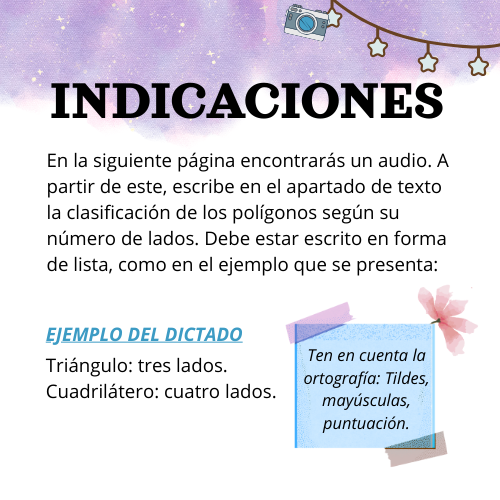 INDICACIONES
En la siguiente página encontrarás un audio. A
partir de este, escribe en el apartado de texto
la clasificación de los polígonos según su
número de lados. Debe estar escrito en forma
de lista, como en el ejemplo que se presenta:
EJEMPLO DEL DICTADO
Triángulo: tres lados.
Cuadrilátero: cuatro lados.
Ten en cuenta la
ortografía: Tildes,
mayúsculas,
puntuación.